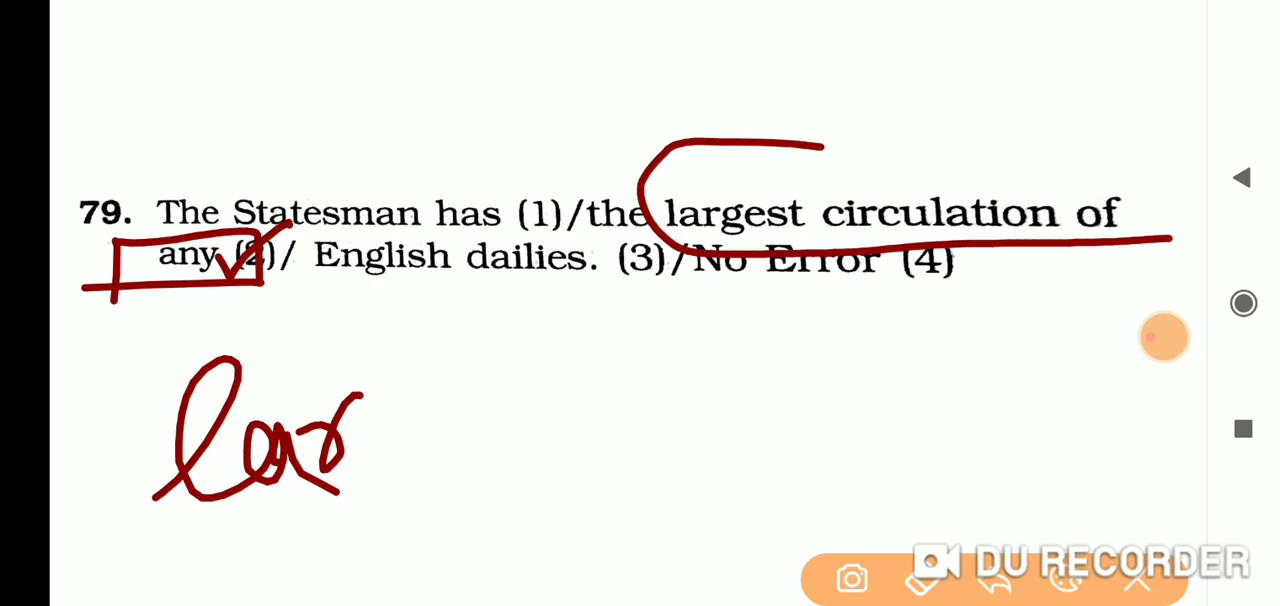 79. The Statesman has (1)/the largest circulation of
any (2)/ English dailies. (3)/No Error (4)
lar
DU RECORDER